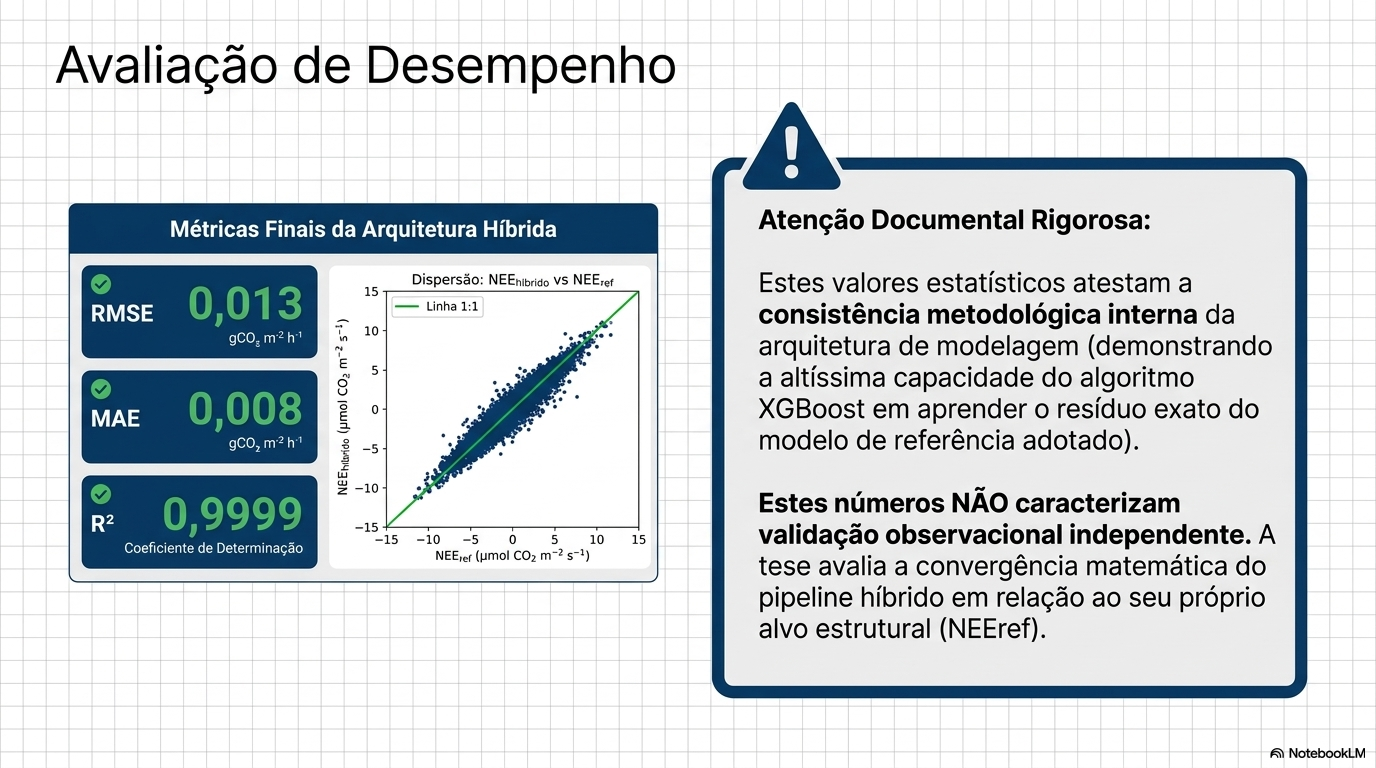 Avaliação de Desempenho
Métricas Finais da Arquitetura Híbrida
RMSE
0,013
gCO₂ m⁻² h⁻¹
MAE
0,008
gCO₂ m⁻² h⁻¹
R²
0,9999
Coeficiente de Determinação
Dispersão: NEEhíbrido vs NEEref
Linha 1:1
15
10
5
0
−5
−10
−15
−15 −10 −5 0 5 10 15
NEEhíbrido (μmol CO₂ m⁻² s⁻¹)
NEEref (μmol CO₂ m⁻² s⁻¹)
Atenção Documental Rigorosa:
Estes valores estatísticos atestam a
consistência metodológica interna da
arquitetura de modelagem (demonstrando
a altíssima capacidade do algoritmo
XGBoost em aprender o resíduo exato do
modelo de referência adotado).
Estes números NÃO caracterizam
validação observacional independente. A
tese avalia a convergência matemática do
pipeline híbrido em relação ao seu próprio
alvo estrutural (NEEref).
NotebookLM